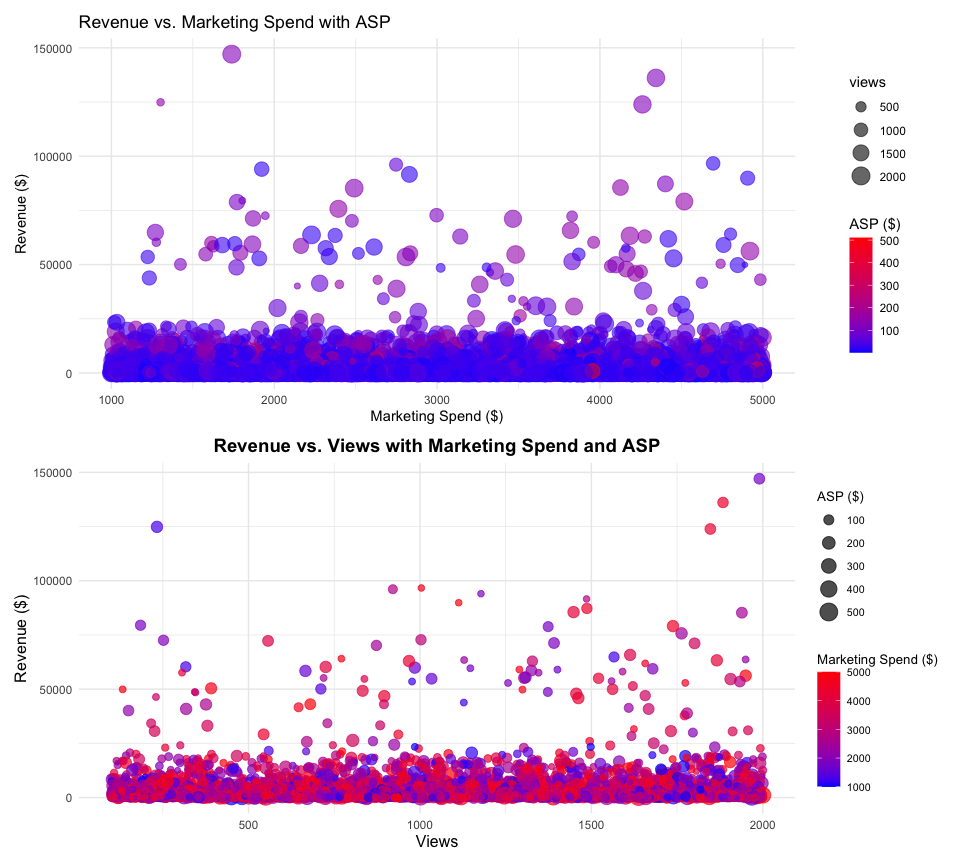 Revenue vs. Marketing Spend with ASP
150000
100000
50000
0
Revenue ($)
1000 2000 3000 4000 5000
Marketing Spend ($)
views
500
1000
1500
2000
ASP ($)
500
400
300
200
100
Revenue vs. Views with Marketing Spend and ASP
150000
100000
50000
0
Revenue ($)
500 1000 1500 2000
Views
ASP ($)
100
200
300
400
500
Marketing Spend ($)
5000
4000
3000
2000
1000